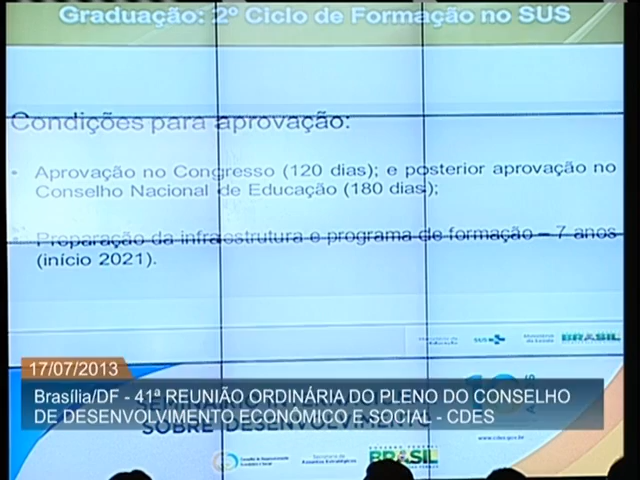 Graduação: 2º Ciclo de Formação no SUS
Condições para aprovação:
• Aprovação no Congresso (120 dias); e posterior aprovação no
Conselho Nacional de Educação (180 dias);
• Preparação da infraestrutura e programa de formação – 7 anos
(início 2021).
SUS
BRASIL
17/07/2013
Brasília/DF - 41ª REUNIÃO ORDINÁRIA DO PLENO DO CONSELHO
DE DESENVOLVIMENTO ECONÔMICO E SOCIAL - CDES
SOBRE DESENVOLVIMENTO
www.cdes.gov.br
BRASIL